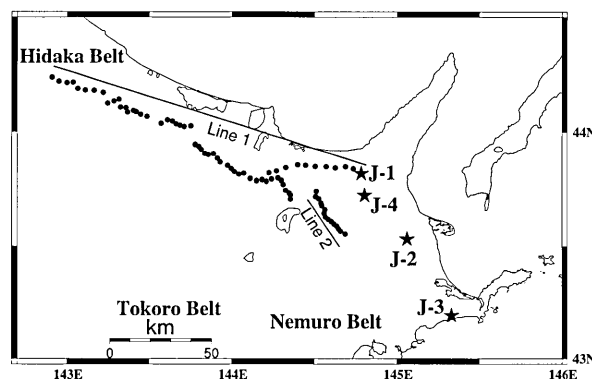 Hidaka Belt
Line 1
44N
J-1
J-4
Line 2
J-2
J-3
Tokoro Belt
Nemuro Belt
km
0 50
43N
143E 144E 145E 146E